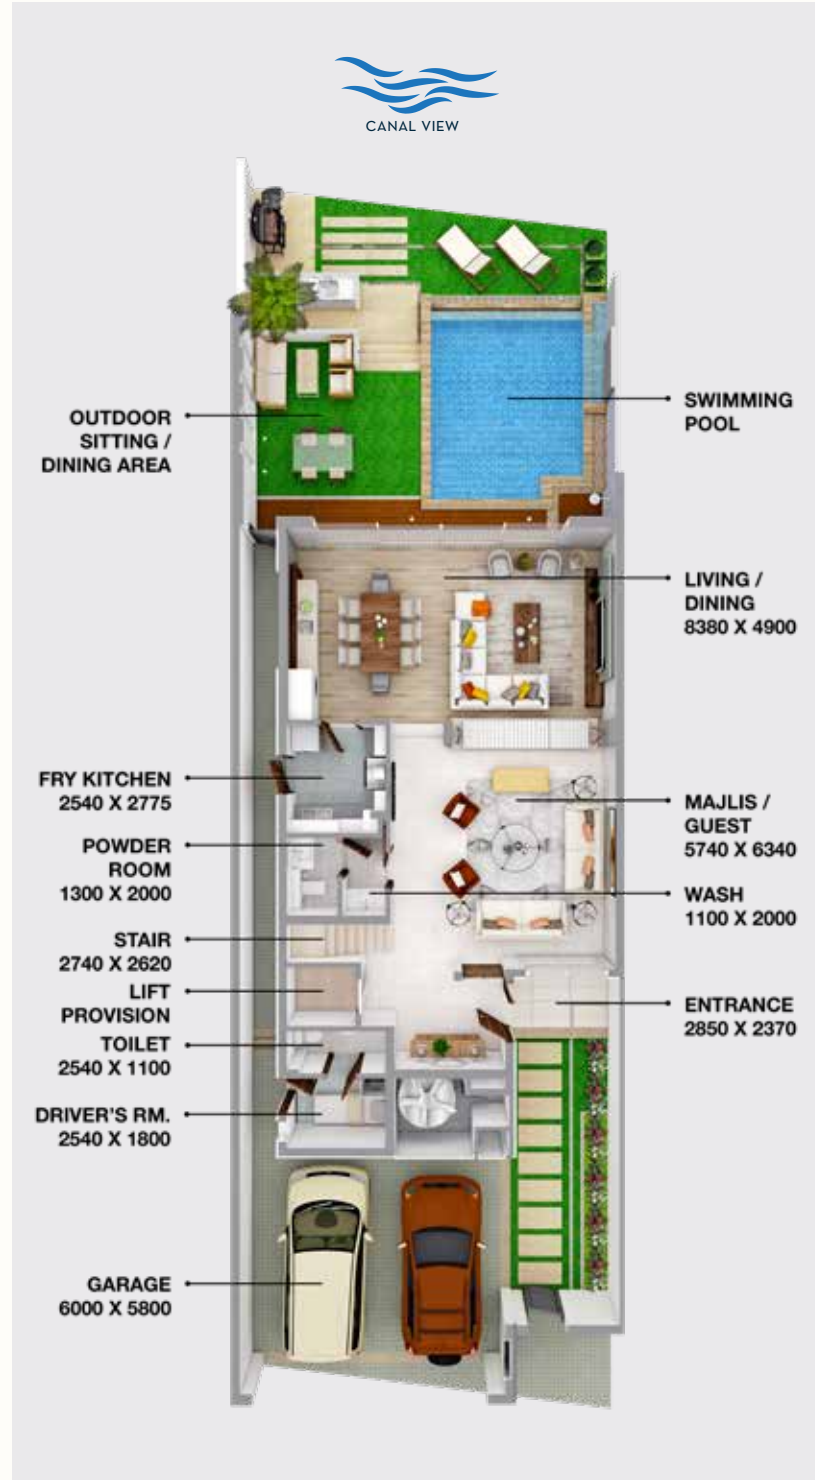 CANAL VIEW
OUTDOOR
SITTING /
DINING AREA
SWIMMING
POOL
LIVING /
DINING
8380 X 4900
FRY KITCHEN
2540 X 2775
MAJLIS /
GUEST
5740 X 6340
POWDER
ROOM
1300 X 2000
WASH
1100 X 2000
STAIR
2740 X 2620
LIFT
PROVISION
ENTRANCE
2850 X 2370
TOILET
2540 X 1100
DRIVER'S RM.
2540 X 1800
GARAGE
6000 X 5800